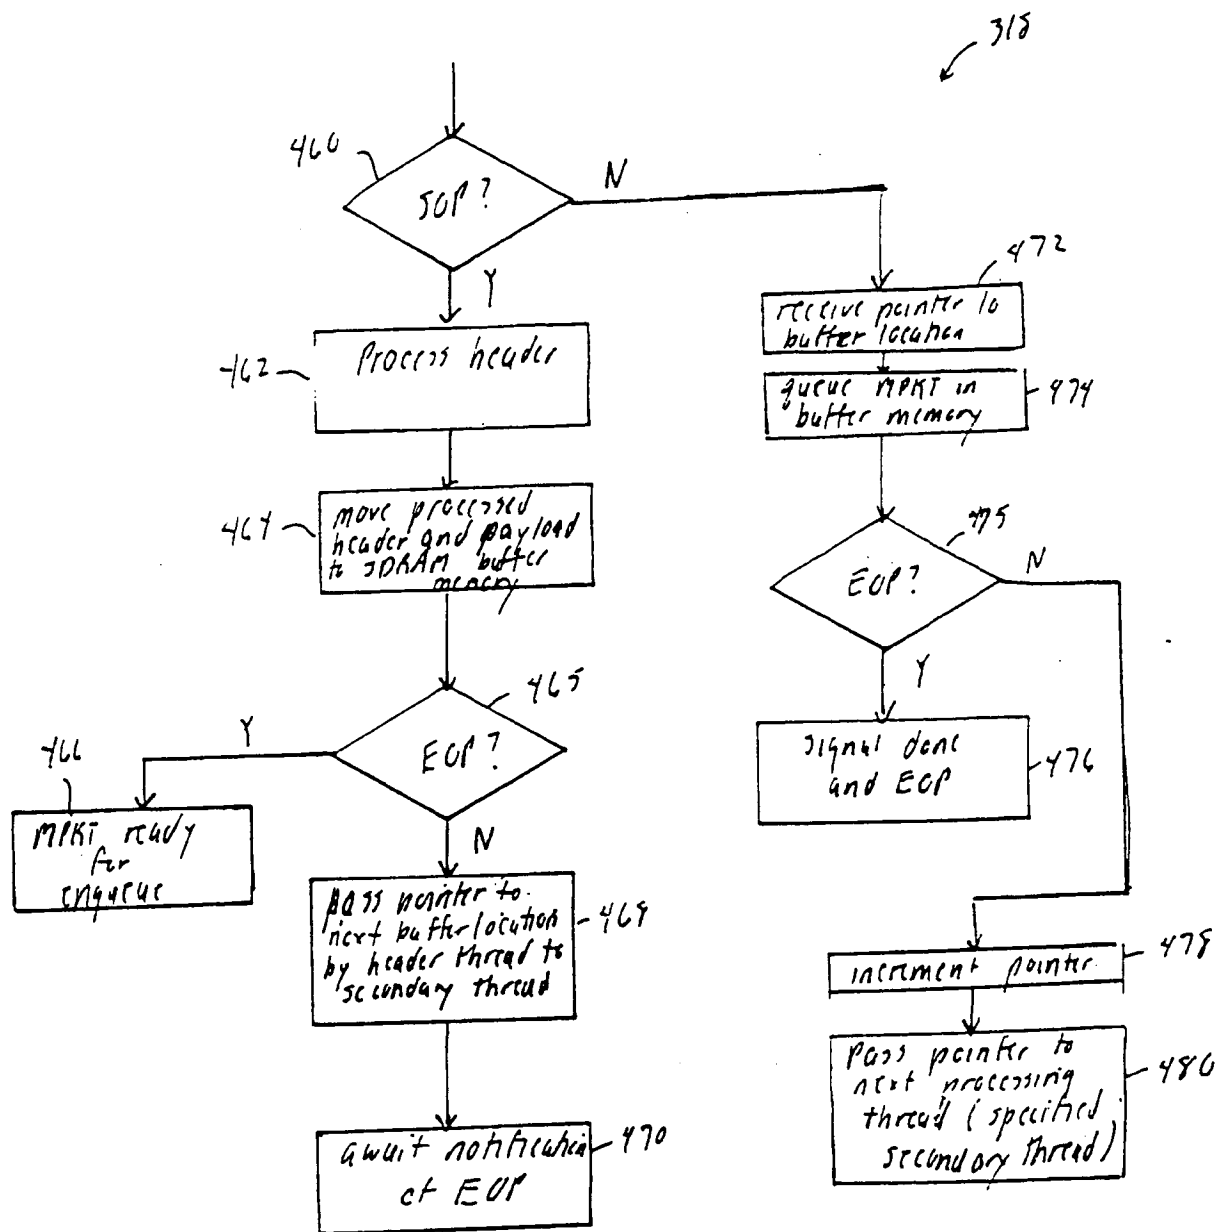 318
460
SOP?
N
Y
472
receive pointer to
buffer location
462
Process header
queue MPKT in
buffer memory
474
464
move processed
header and payload
to SDRAM buffer
memory
475
EOP?
N
Y
465
EOP?
Y
N
466
MPKT ready
for
enqueue
signal done
and EOP
476
pass pointer to
next buffer location
by header thread to
secondary thread
468
increment pointer
478
Pass pointer to
next processing
thread (specified
secondary thread)
480
await notification
of EOP
470